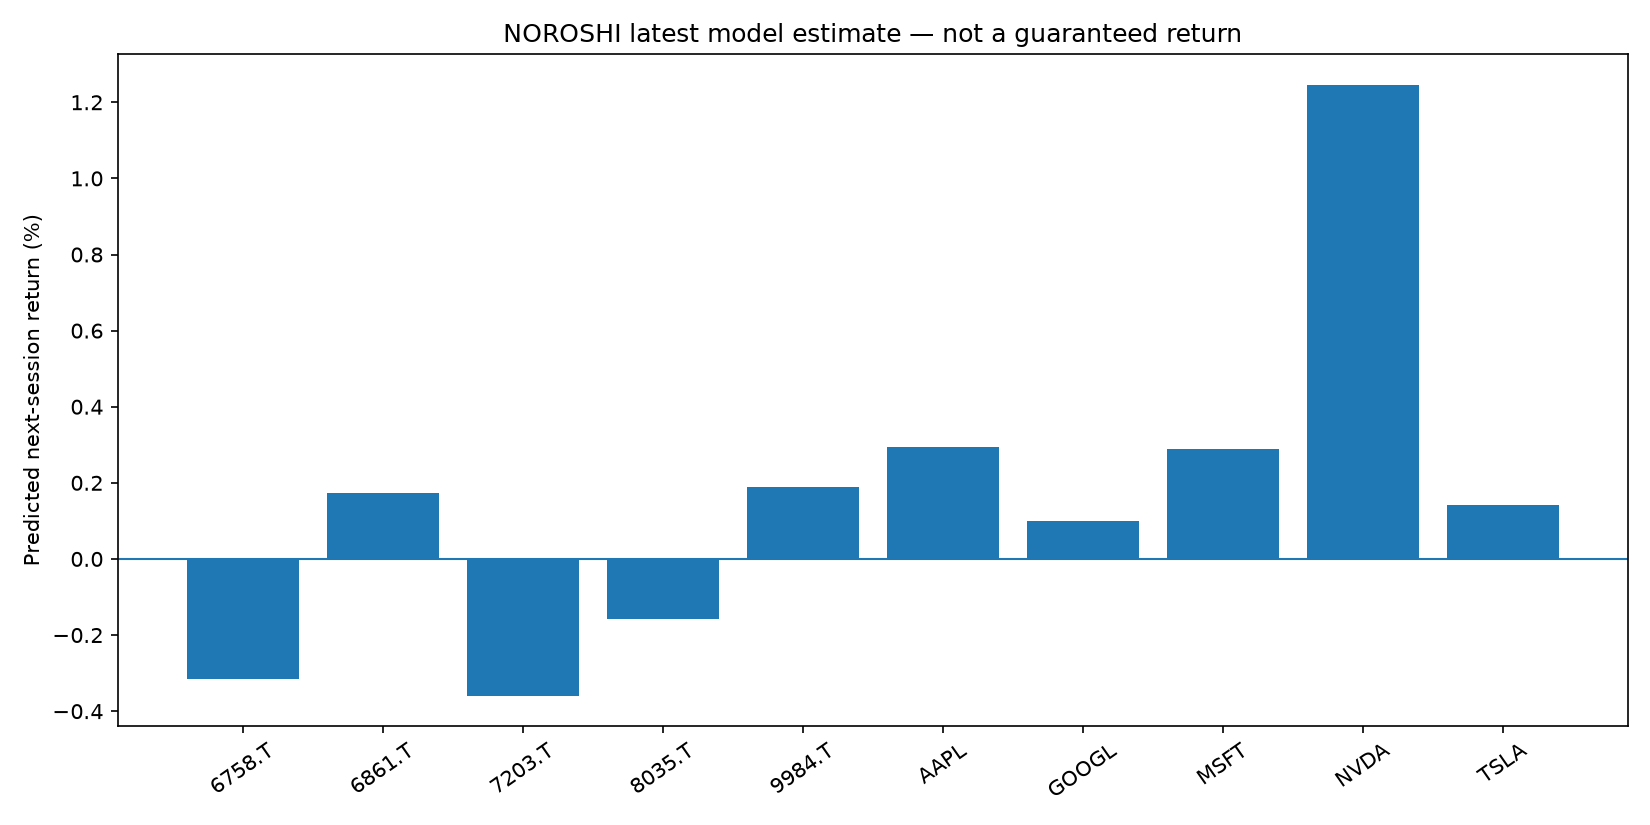 NOROSHI latest model estimate — not a guaranteed return
Predicted next-session return (%)
1.2
1.0
0.8
0.6
0.4
0.2
0.0
−0.2
−0.4
6758.T
6861.T
7203.T
8035.T
9984.T
AAPL
GOOGL
MSFT
NVDA
TSLA